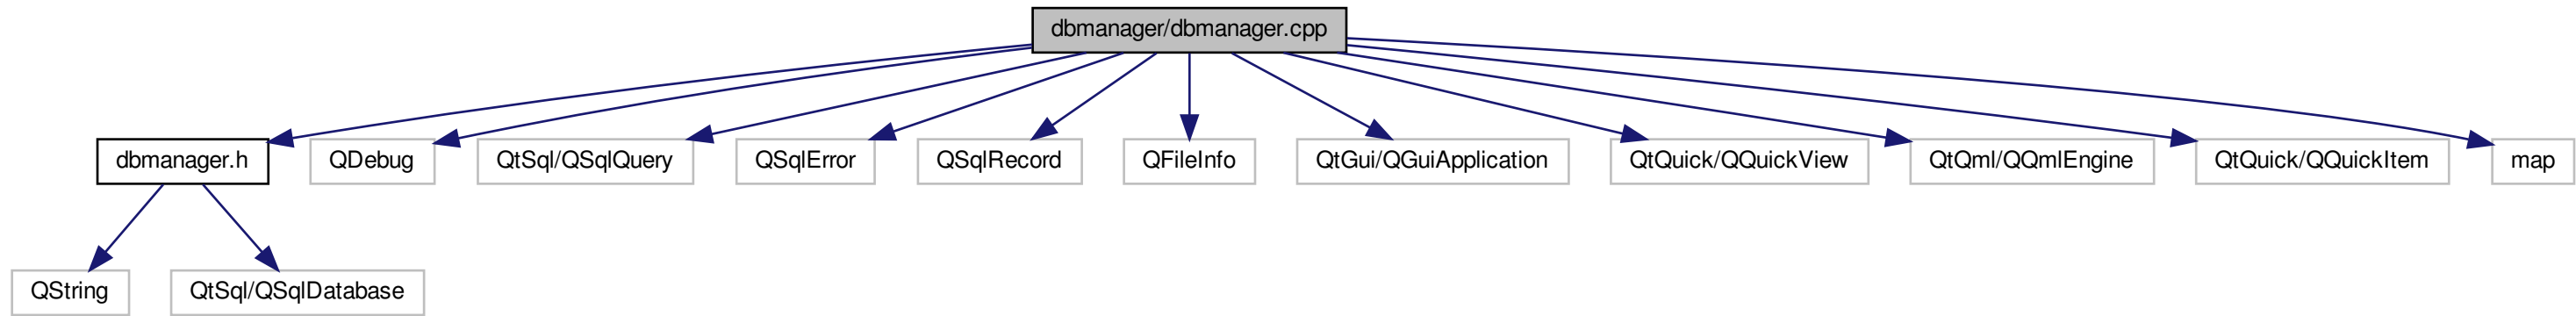 dbmanager/dbmanager.cpp
dbmanager.h
QDebug
QtSql/QSqlQuery
QSqlError
QSqlRecord
QFileInfo
QtGui/QGuiApplication
QtQuick/QQuickView
QtQml/QQmlEngine
QtQuick/QQuickItem
map
QString
QtSql/QSqlDatabase